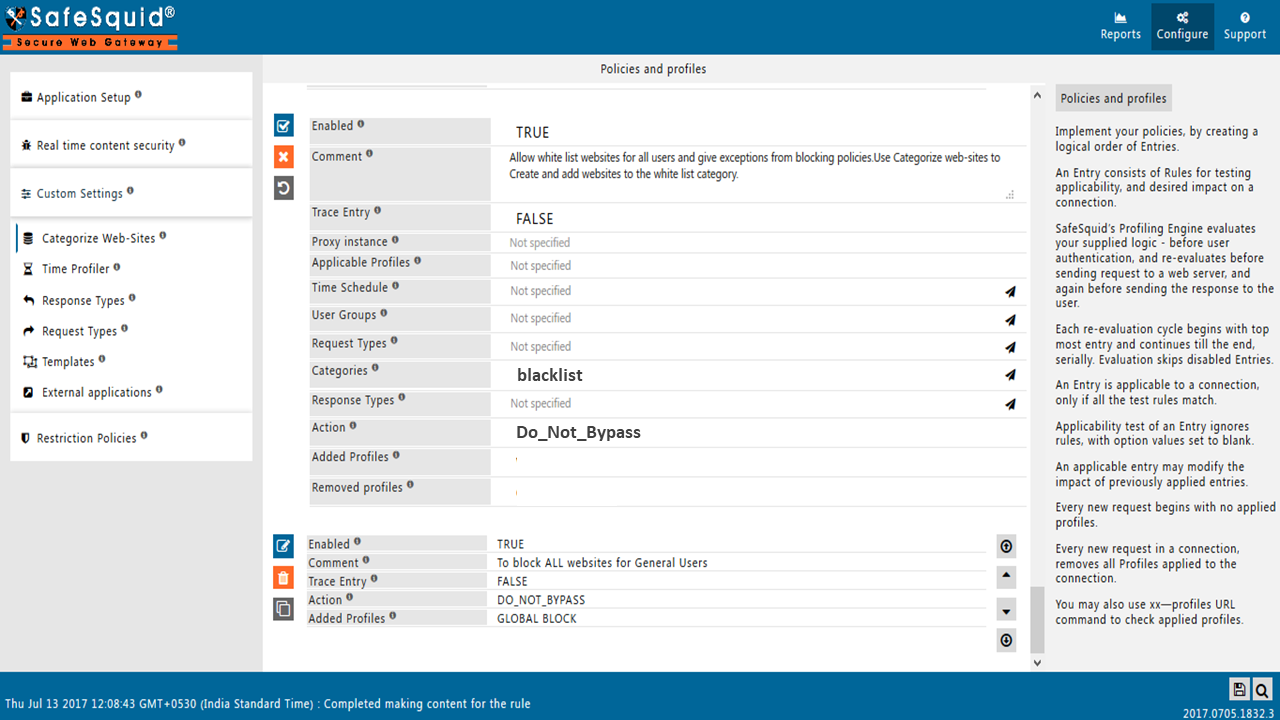 SafeSquid®
Secure Web Gateway
Reports
Configure
Support
Policies and profiles
Application Setup
Real time content security
Custom Settings
Categorize Web-Sites
Time Profiler
Response Types
Request Types
Templates
External applications
Restriction Policies
Enabled TRUE
Comment Allow white list websites for all users and give exceptions from blocking policies.Use Categorize web-sites to
Create and add websites to the white list category.
Trace Entry FALSE
Proxy instance Not specified
Applicable Profiles Not specified
Time Schedule Not specified
User Groups Not specified
Request Types Not specified
Categories blacklist
Response Types Not specified
Action Do_Not_Bypass
Added Profiles
Removed profiles
Enabled TRUE
Comment To block ALL websites for General Users
Trace Entry FALSE
Action DO_NOT_BYPASS
Added Profiles GLOBAL BLOCK
Policies and profiles
Implement your policies, by creating a
logical order of Entries.
An Entry consists of Rules for testing
applicability, and desired impact on a
connection.
SafeSquid's Profiling Engine evaluates
your supplied logic - before user
authentication, and re-evaluates before
sending request to a web server, and
again before sending the response to the
user.
Each re-evaluation cycle begins with top
most entry and continues till the end,
serially. Evaluation skips disabled Entries.
An Entry is applicable to a connection,
only if all the test rules match.
Applicability test of an Entry ignores
rules, with option values set to blank.
An applicable entry may modify the
impact of previously applied entries.
Every new request begins with no applied
profiles.
Every new request in a connection,
removes all Profiles applied to the
connection.
You may also use xx—profiles URL
command to check applied profiles.
Thu Jul 13 2017 12:08:43 GMT+0530 (India Standard Time) : Completed making content for the rule
2017.0705.1832.3